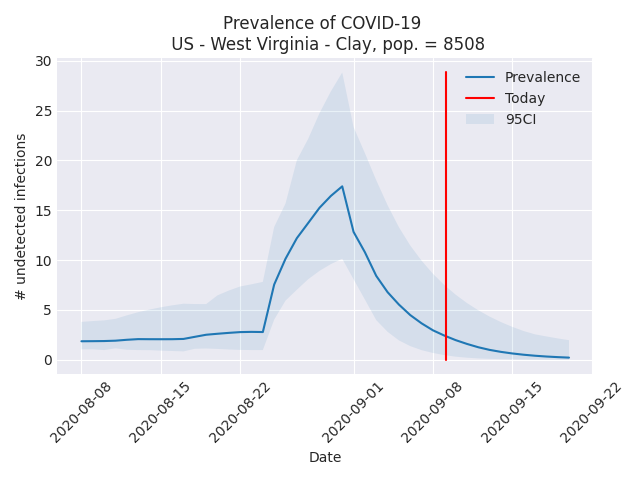 Prevalence of COVID-19
US - West Virginia - Clay, pop. = 8508
# undetected infections
30
25
20
15
10
5
0
Prevalence
Today
95CI
2020-08-08
2020-08-15
2020-08-22
2020-09-01
2020-09-08
2020-09-15
2020-09-22
Date